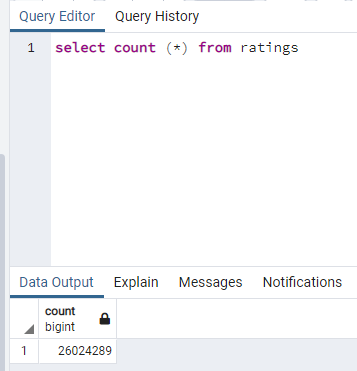 Query Editor Query History
1 select count (*) from ratings
Data Output Explain Messages Notifications
count
bigint
1 26024289